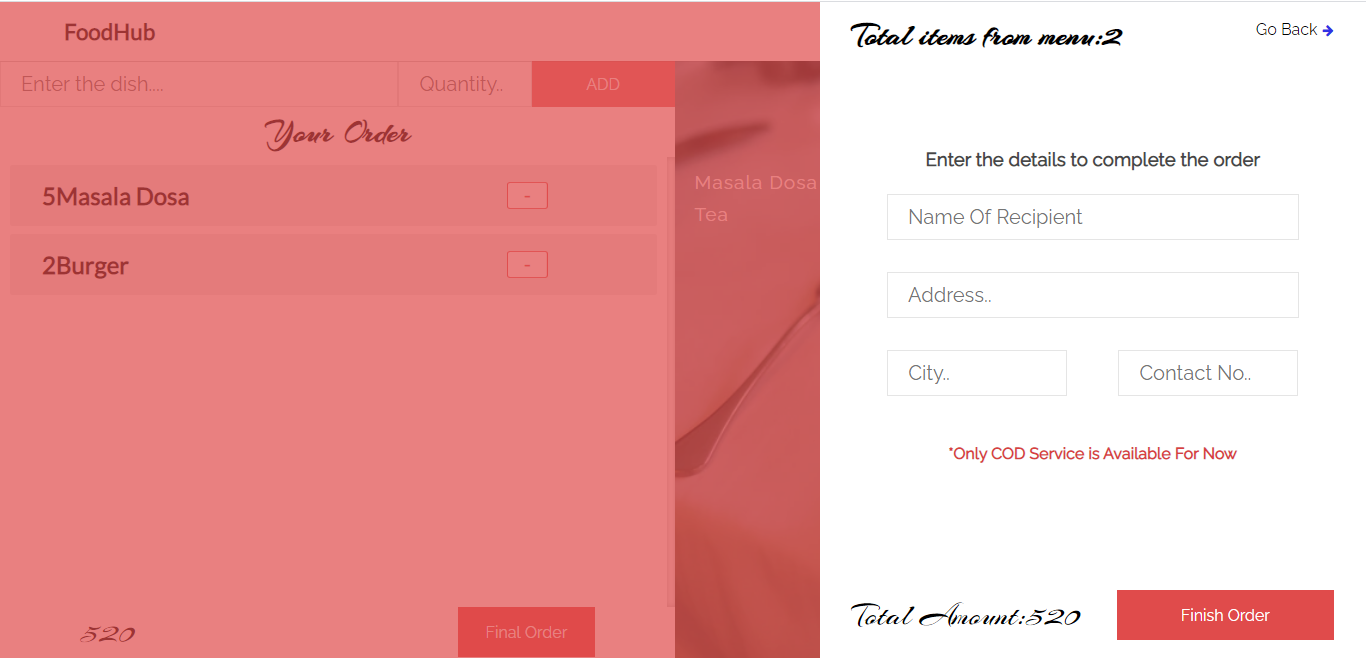 FoodHub
Enter the dish....
Quantity..
ADD
Your Order
5Masala Dosa
-
2Burger
-
520
Final Order
Masala Dosa
Tea
Total items from menu:2
Go Back
Enter the details to complete the order
Name Of Recipient
Address..
City..
Contact No..
*Only COD Service is Available For Now
Total Amount:520
Finish Order